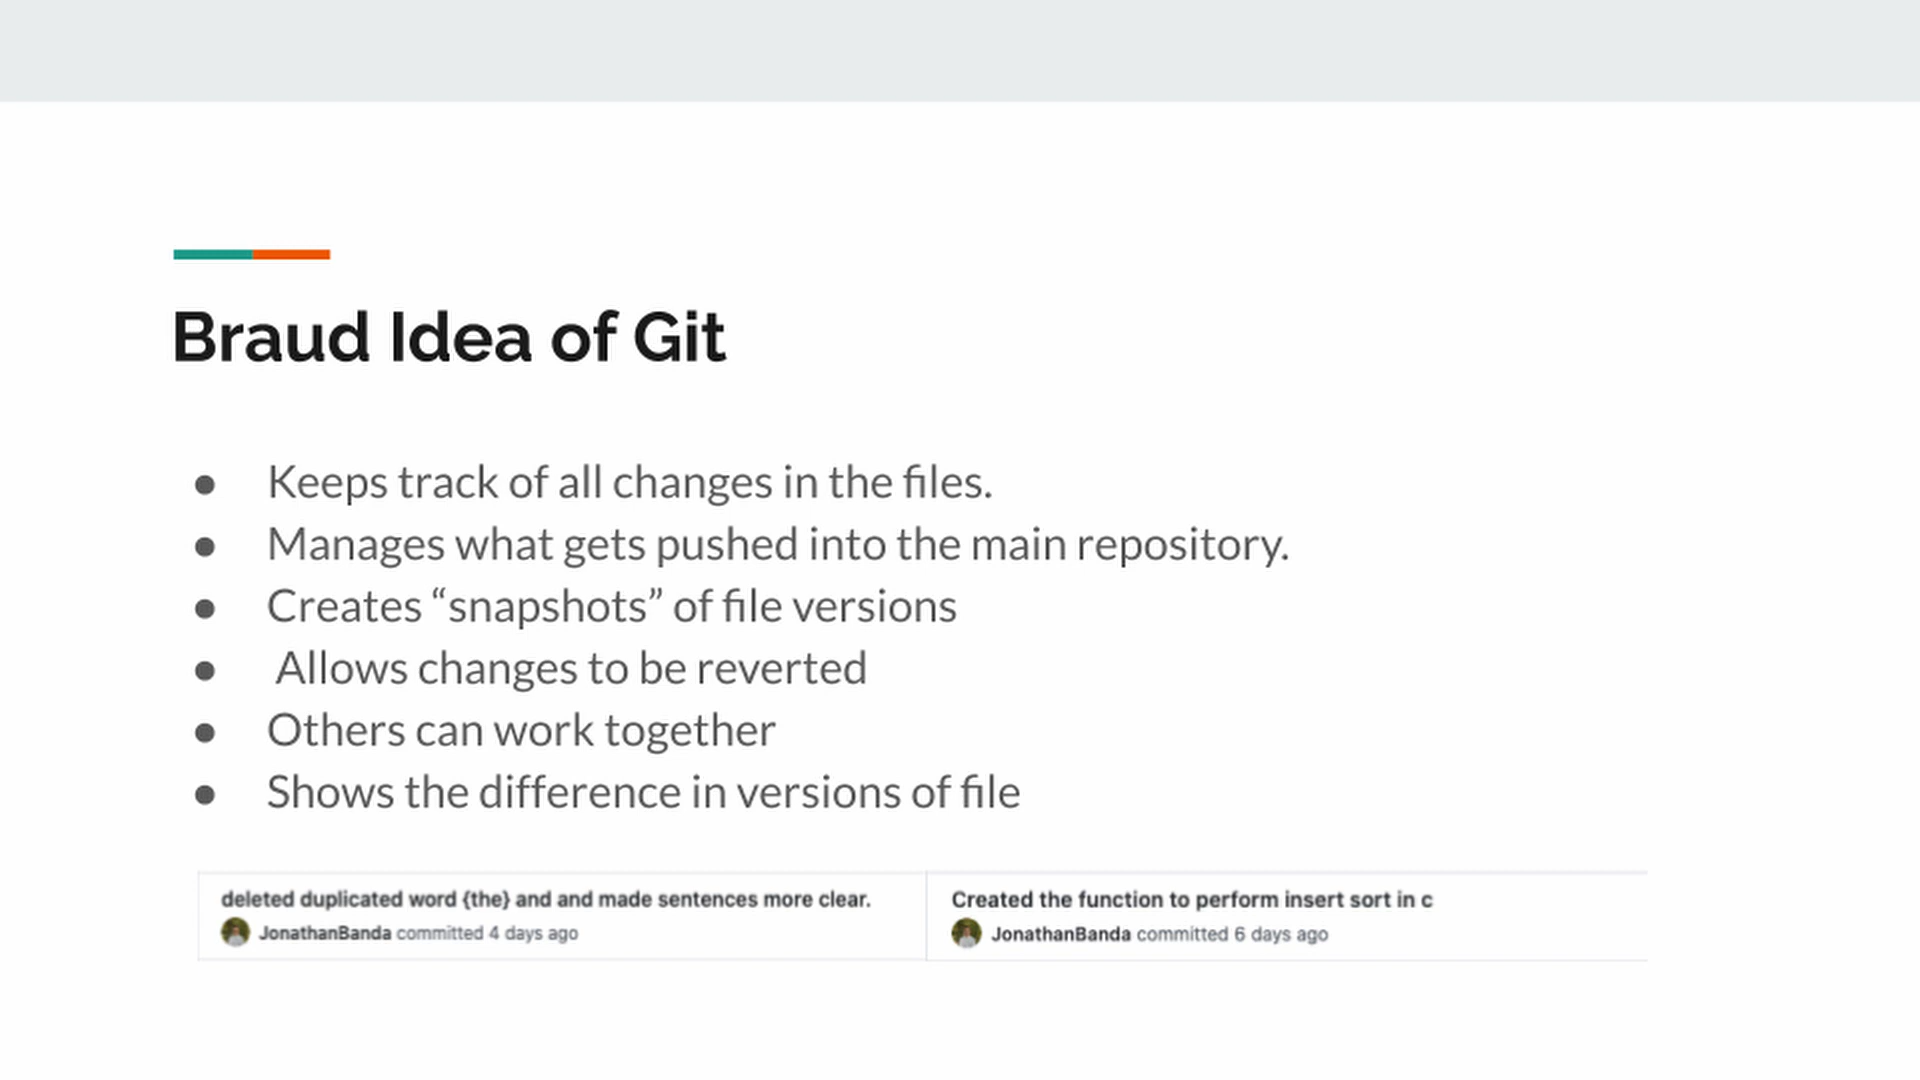 Braud Idea of Git
● Keeps track of all changes in the files.
● Manages what gets pushed into the main repository.
● Creates “snapshots” of file versions
● Allows changes to be reverted
● Others can work together
● Shows the difference in versions of file
deleted duplicated word {the} and and made sentences more clear.
JonathanBanda committed 4 days ago
Created the function to perform insert sort in c
JonathanBanda committed 6 days ago